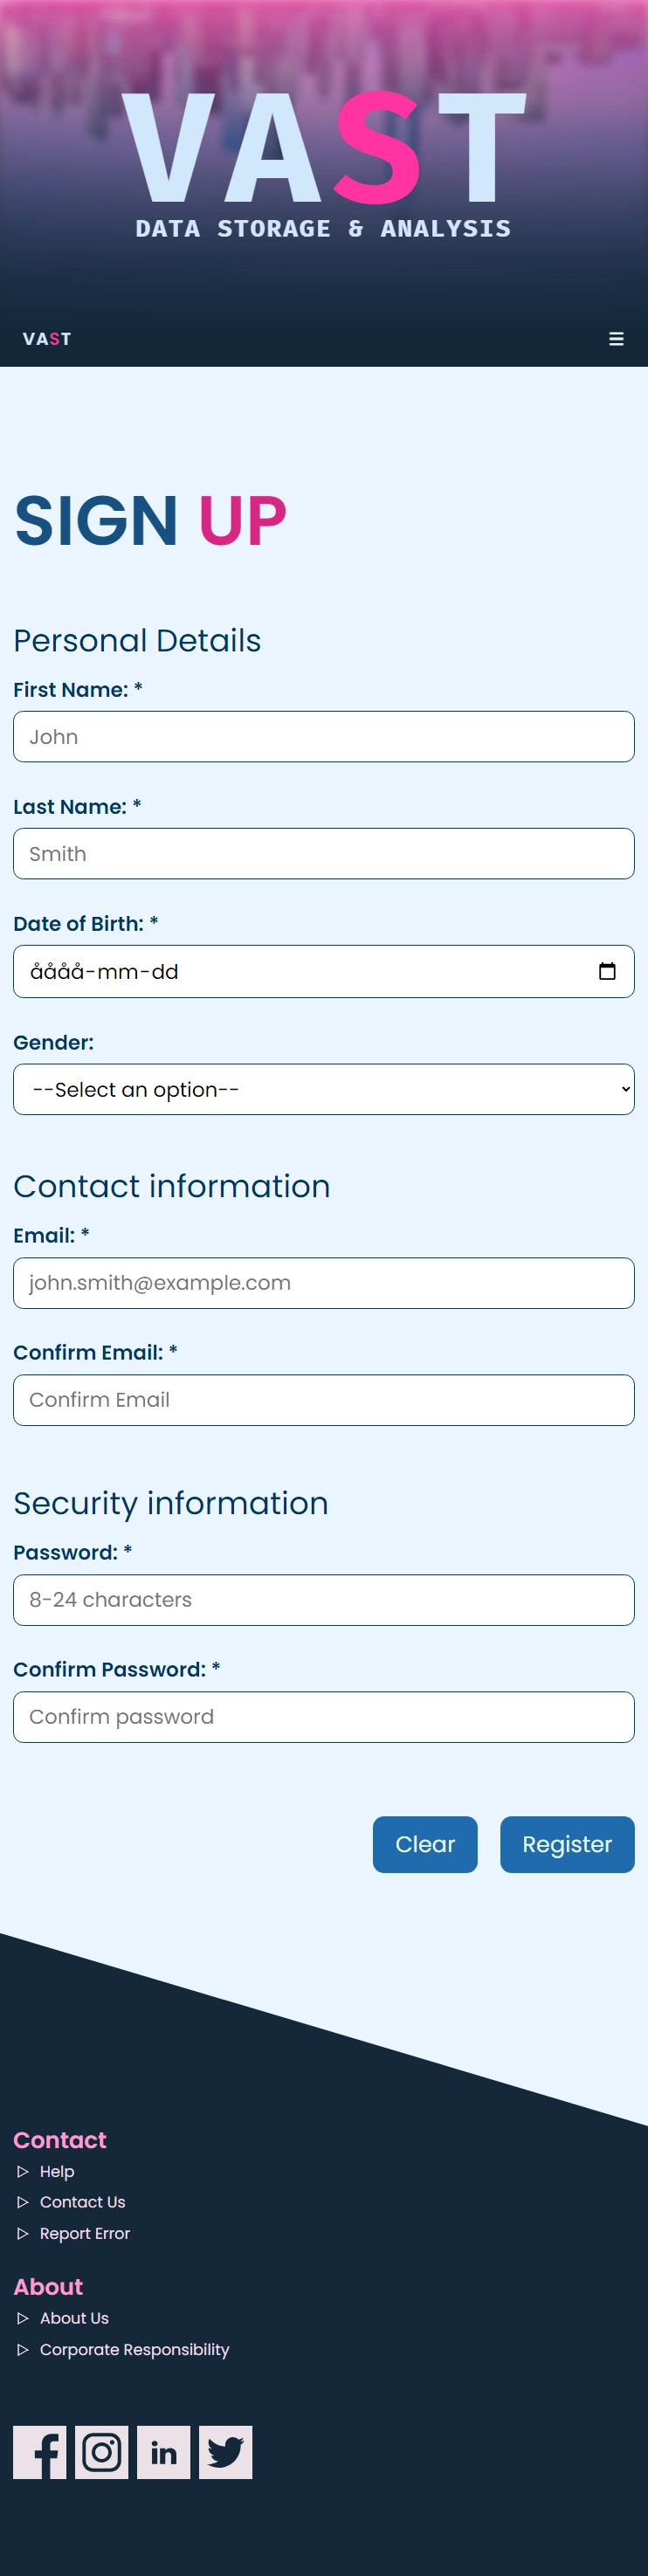 VAST
DATA STORAGE & ANALYSIS
VAST
SIGN UP
Personal Details
First Name: *
John
Last Name: *
Smith
Date of Birth: *
åååå-mm-dd
Gender:
--Select an option--
Contact information
Email: *
john.smith@example.com
Confirm Email: *
Confirm Email
Security information
Password: *
8-24 characters
Confirm Password: *
Confirm password
Clear Register
Contact
Help
Contact Us
Report Error
About
About Us
Corporate Responsibility